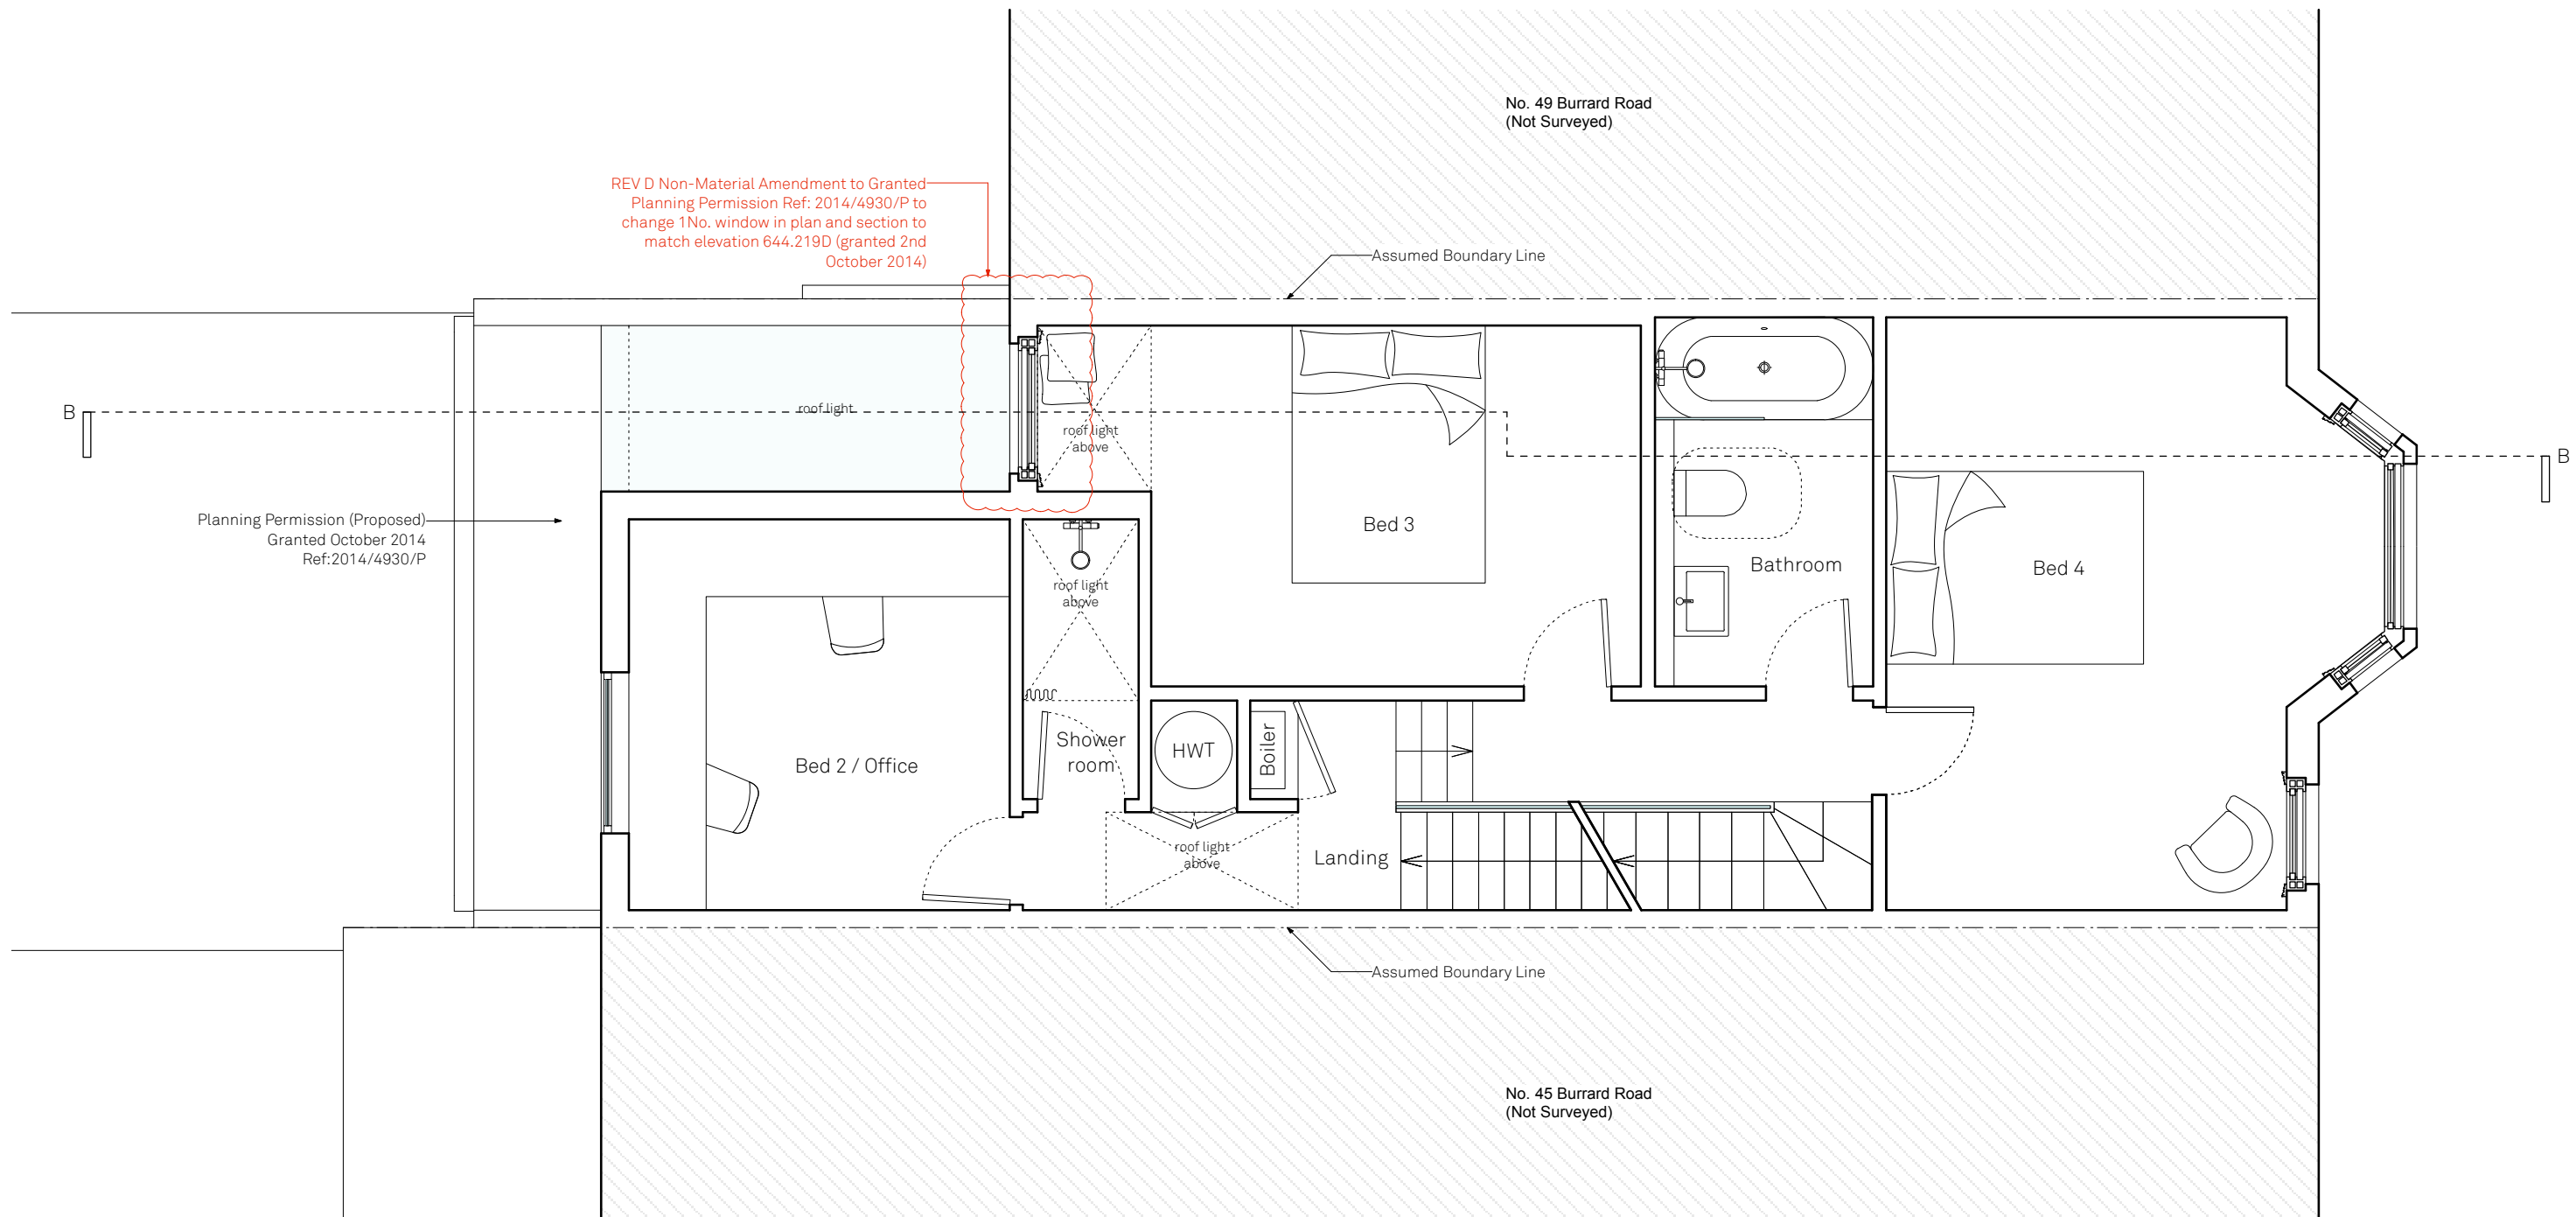 No. 49 Burrard Road
(Not Surveyed)
REV D Non-Material Amendment to Granted
Planning Permission Ref: 2014/4930/P to
change 1No. window in plan and section to
match elevation 644.219D (granted 2nd
October 2014)
Assumed Boundary Line
B
roof light
roof light
above
B
Planning Permission (Proposed)
Granted October 2014
Ref:2014/4930/P
Bed 3
Bathroom
Bed 4
roof light
above
Shower
room
HWT
Boiler
Bed 2 / Office
roof light
above
Landing
Assumed Boundary Line
No. 45 Burrard Road
(Not Surveyed)